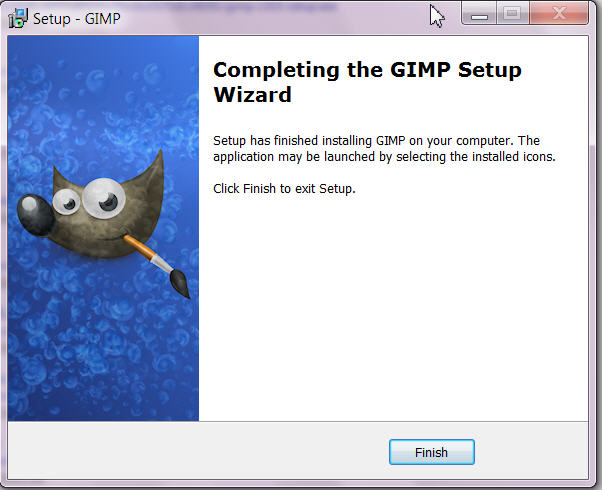 Setup - GIMP
Completing the GIMP Setup
Wizard
Setup has finished installing GIMP on your computer. The
application may be launched by selecting the installed icons.
Click Finish to exit Setup.
Finish